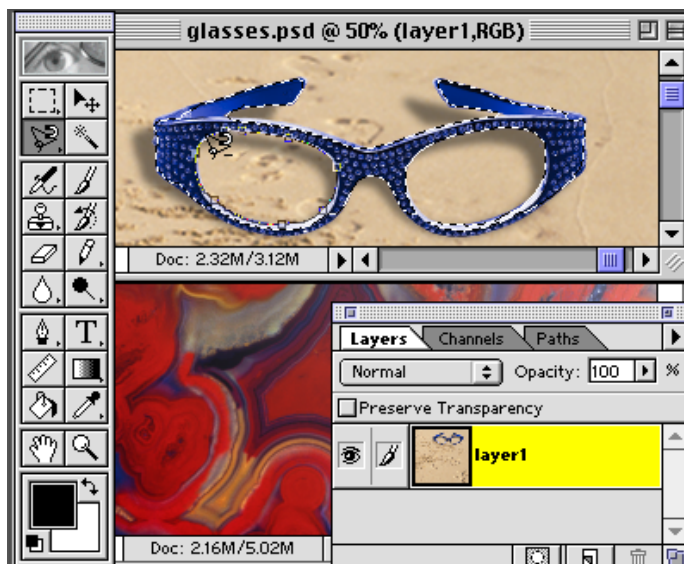 glasses.psd @ 50% (layer1,RGB)
Doc: 2.32M/3.12M
Layers
Channels
Paths
Normal
Opacity: 100 %
Preserve Transparency
layer1
T
Doc: 2.16M/5.02M